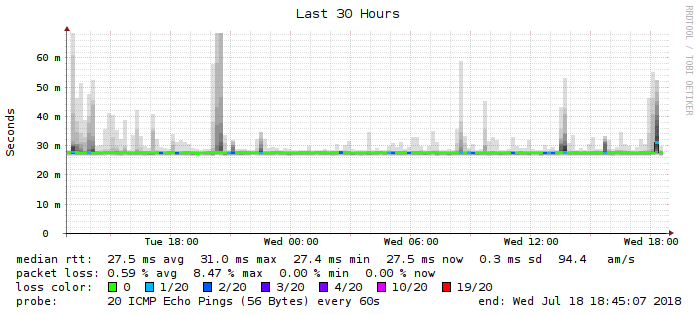 Last 30 Hours
RRDTOOL / TOBI OETIKER
Seconds
60 m
50 m
40 m
30 m
20 m
10 m
0
Tue 18:00 Wed 00:00 Wed 06:00 Wed 12:00 Wed 18:00
median rtt: 27.5 ms avg 31.0 ms max 27.4 ms min 27.5 ms now 0.3 ms sd 94.4 am/s
packet loss: 0.59 % avg 8.47 % max 0.00 % min 0.00 % now
loss color: 0 1/20 2/20 3/20 4/20 10/20 19/20
probe: 20 ICMP Echo Pings (56 Bytes) every 60s end: Wed Jul 18 18:45:07 2018